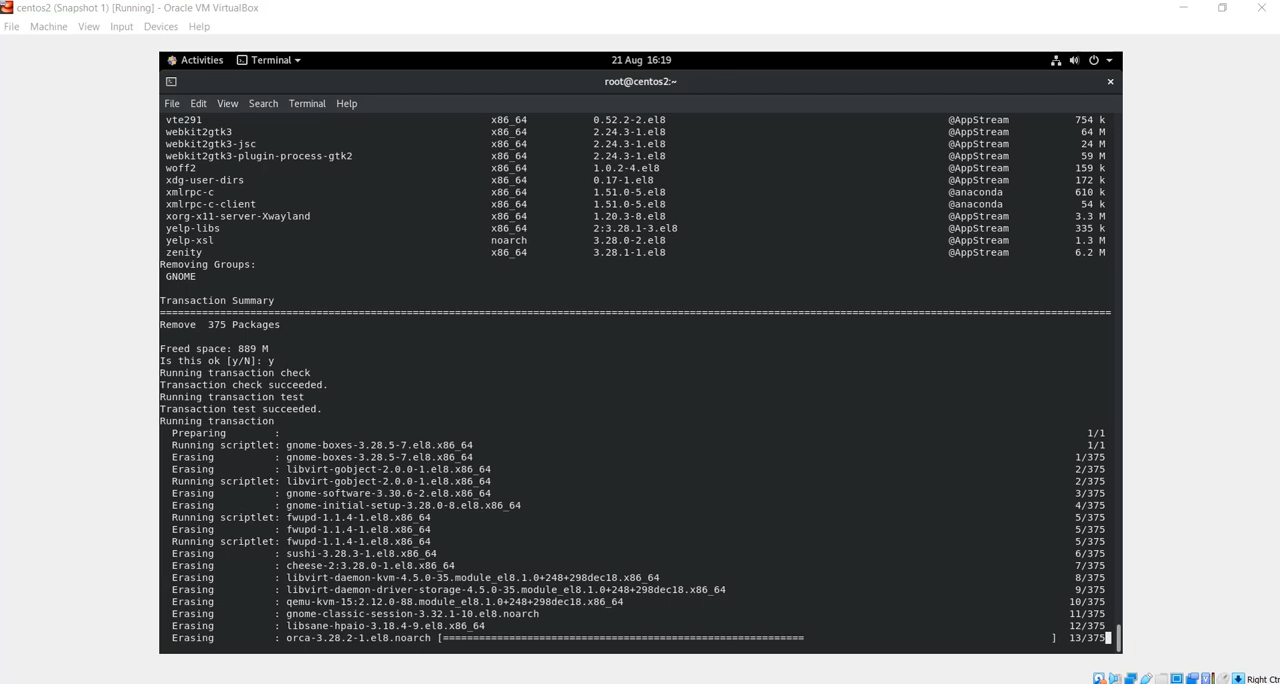 centos2 (Snapshot 1) [Running] - Oracle VM VirtualBox
File Machine View Input Devices Help
Activities Terminal 21 Aug 16:19
root@centos2:~
File Edit View Search Terminal Help
vte291 x86_64 0.52.2-2.el8 @AppStream 754 k
webkit2gtk3 x86_64 2.24.3-1.el8 @AppStream 64 M
webkit2gtk3-jsc x86_64 2.24.3-1.el8 @AppStream 24 M
webkit2gtk3-plugin-process-gtk2 x86_64 2.24.3-1.el8 @AppStream 59 M
woff2 x86_64 1.0.2-4.el8 @AppStream 159 k
xdg-user-dirs x86_64 0.17-1.el8 @AppStream 172 k
xmlrpc-c x86_64 1.51.0-5.el8 @anaconda 610 k
xmlrpc-c-client x86_64 1.51.0-5.el8 @anaconda 54 k
xorg-x11-server-Xwayland x86_64 1.20.3-8.el8 @AppStream 3.3 M
yelp-libs x86_64 2:3.28.1-3.el8 @AppStream 335 k
yelp-xsl noarch 3.28.0-2.el8 @AppStream 1.3 M
zenity x86_64 3.28.1-1.el8 @AppStream 6.2 M
Removing Groups:
GNOME
Transaction Summary
================================================================================
Remove 375 Packages
Freed space: 889 M
Is this ok [y/N]: y
Running transaction check
Transaction check succeeded.
Running transaction test
Transaction test succeeded.
Running transaction
Preparing : 1/1
Running scriptlet: gnome-boxes-3.28.5-7.el8.x86_64 1/1
Erasing : gnome-boxes-3.28.5-7.el8.x86_64 1/375
Erasing : libvirt-gobject-2.0.0-1.el8.x86_64 2/375
Running scriptlet: libvirt-gobject-2.0.0-1.el8.x86_64 2/375
Erasing : gnome-software-3.30.6-2.el8.x86_64 3/375
Erasing : gnome-initial-setup-3.28.0-8.el8.x86_64 4/375
Running scriptlet: fwupd-1.1.4-1.el8.x86_64 5/375
Erasing : fwupd-1.1.4-1.el8.x86_64 5/375
Running scriptlet: fwupd-1.1.4-1.el8.x86_64 5/375
Erasing : sushi-3.28.3-1.el8.x86_64 6/375
Erasing : cheese-2:3.28.0-1.el8.x86_64 7/375
Erasing : libvirt-daemon-kvm-4.5.0-35.module_el8.1.0+248+298dec18.x86_64 8/375
Erasing : libvirt-daemon-driver-storage-4.5.0-35.module_el8.1.0+248+298dec18.x86_64 9/375
Erasing : qemu-kvm-15:2.12.0-88.module_el8.1.0+248+298dec18.x86_64 10/375
Erasing : gnome-classic-session-3.32.1-10.el8.noarch 11/375
Erasing : libsane-hpaio-3.18.4-9.el8.x86_64 12/375
Erasing : orca-3.28.2-1.el8.noarch [============================================================ ] 13/375
Right Ctrl